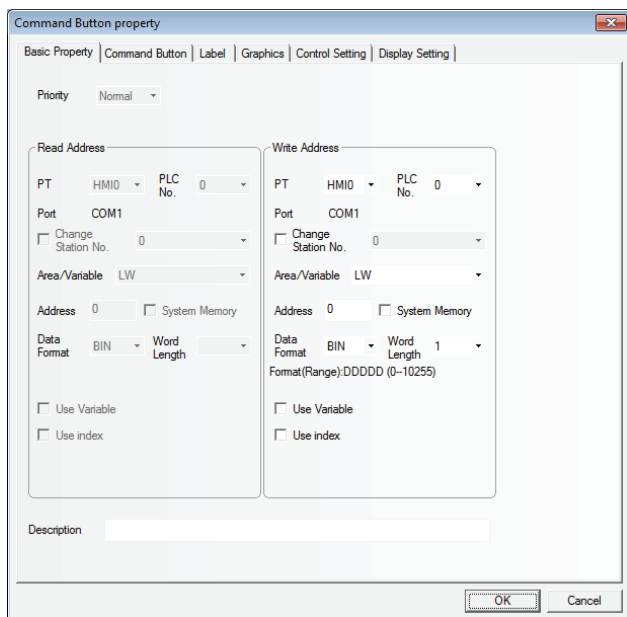 Command Button property
Basic Property Command Button Label Graphics Control Setting Display Setting
Priority Normal
Read Address
PT HMI0 PLC No. 0
Port COM1
Change Station No. 0
Area/Variable LW
Address 0 System Memory
Data Format BIN Word Length
Use Variable
Use index
Write Address
PT HMI0 PLC No. 0
Port COM1
Change Station No. 0
Area/Variable LW
Address 0 System Memory
Data Format BIN Word Length 1
Format(Range):DDDDD (0--10255)
Use Variable
Use index
Description
OK Cancel